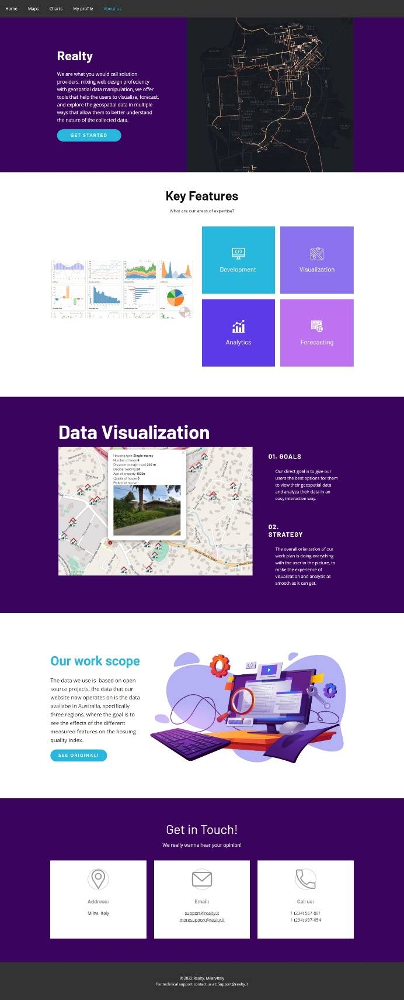 Home Maps Charts My profile About us
Realty
We are what you would call solution
providers, mixing web design profeciency
with geospatial data manipulation, we offer
tools that help the users to visualize, forecast,
and explore the geospatial data in multiple
ways that allow them to better understand
the nature of the collected data.
GET STARTED
Key Features
What are our areas of expertise?
Development
Visualization
Analytics
Forecasting
Data Visualization
Housing type:Single storey
Number of trees:4
Distance to major road:200 m
Decibel reading:60
Age of property:1930s
Quality of house:5
Picture of house:
Mount Barker Road
01. GOALS
Our direct goal is to give our
users the best options for them
to view their geospatial data
and analyza their data in an
easy interactive way.
02.
STRATEGY
The overall orientation of our
work plan is doing everything
with the user in the picture, to
make the experience of
visualization and analysis as
smooth as it can get.
Our work scope
The data we use is based on open
source projects, the data that our
website now operates on is the data
availabe in Australia, specifically
three regions, where the goal is to
see the effects of the different
measured features on the hosuing
quality index.
SEE ORIGINAL!
Get in Touch!
We really wanna hear your opinion!
Address:
Milna, Italy
Email:
support@realty.it
moresupport@realty.it
Call us:
1 (234) 567-891
1 (234) 987-654
© 2022 Realty, Milan/Italy
For technical support contact us at: Support@realty.it